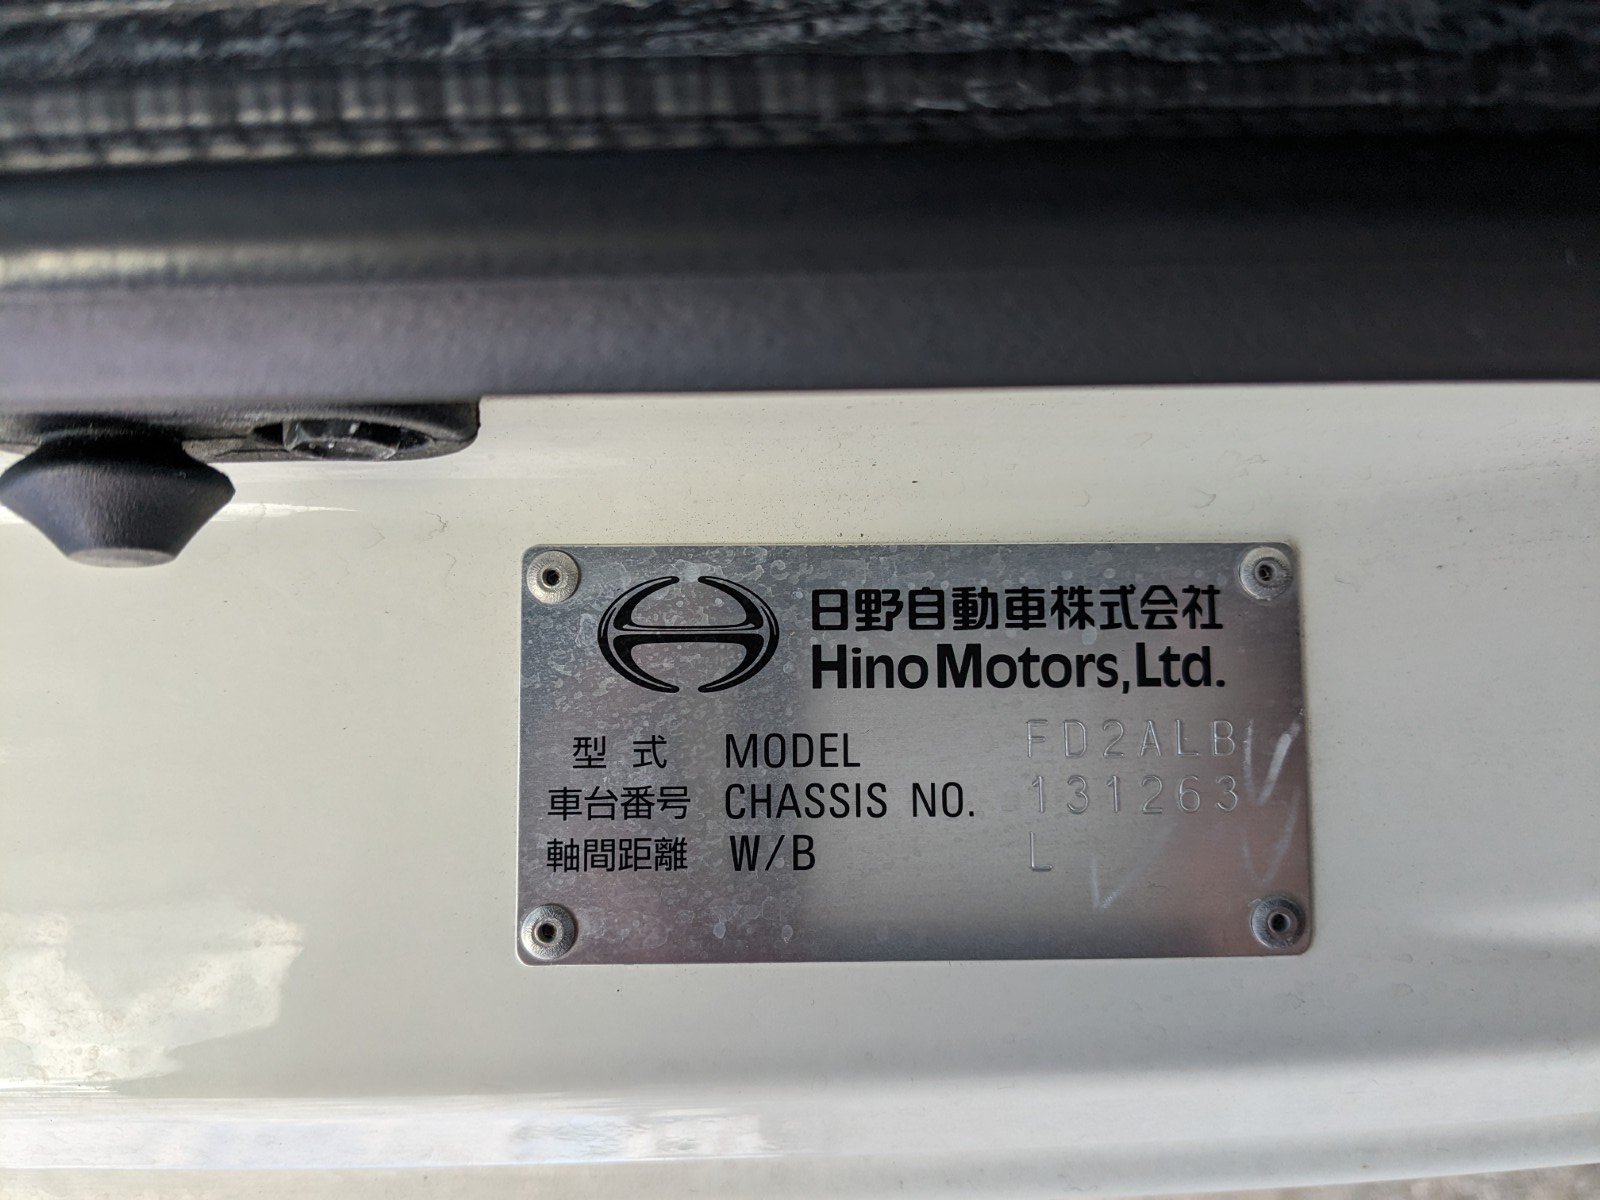 日野自動車株式会社
Hino Motors, Ltd.
型式 MODEL FD2ALB
車台番号 CHASSIS NO. 131263
軸間距離 W/B L